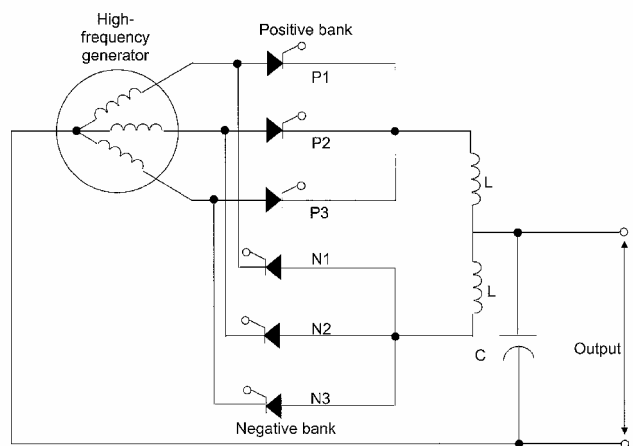 High-
frequency
generator
Positive bank
P1
P2
P3
L
N1
L
N2
C
Output
N3
Negative bank